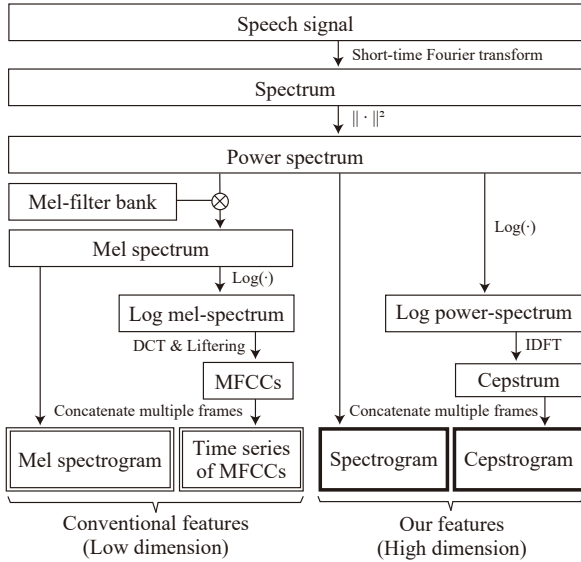 Speech signal
Short-time Fourier transform
Spectrum
‖ · ‖²
Power spectrum
Mel-filter bank
Mel spectrum
Log(·)
Log(·)
Log mel-spectrum
Log power-spectrum
DCT & Liftering
IDFT
MFCCs
Cepstrum
Concatenate multiple frames
Concatenate multiple frames
Mel spectrogram
Time series
of MFCCs
Spectrogram
Cepstrogram
Conventional features
(Low dimension)
Our features
(High dimension)